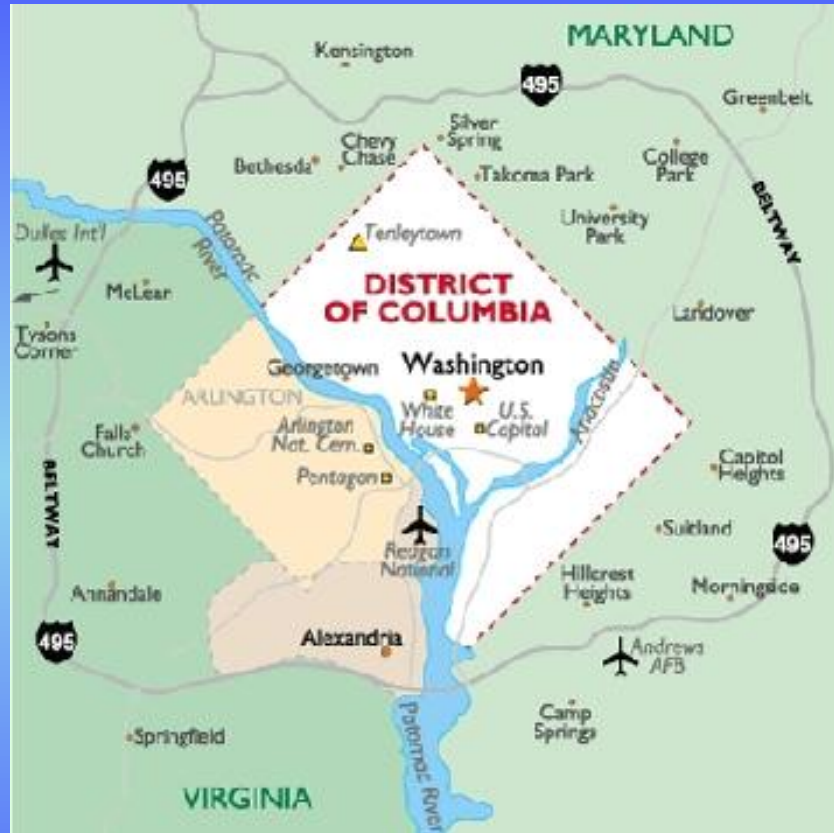 MARYLAND
Kensington
495
Greenbelt
Silver
Spring
Chevy
Chase
Bethesda
College
Park
Takoma Park
495
BELTWAY
University
Park
Potomac
River
Tenleytown
Dulles Int'l
McLean
DISTRICT
OF COLUMBIA
Landover
Tysons
Corner
Washington
Georgetown
Anacostia
ARLINGTON
White
House
U.S.
Capitol
Arlington
Nat. Cem.
Falls
Church
Capitol
Heights
Pentagon
BELTWAY
Suitland
495
Reagan
National
Hillcrest
Heights
Morningside
Annandale
495
Alexandria
Andrews
AFB
Camp
Springs
Potomac River
Springfield
VIRGINIA